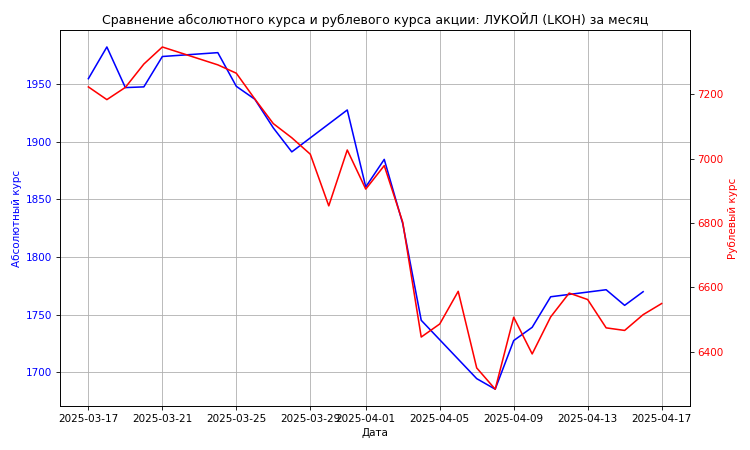 Сравнение абсолютного курса и рублевого курса акции: ЛУКОЙЛ (LKOH) за месяц
Абсолютный курс
1950
1900
1850
1800
1750
1700
7200
7000
6800
6600
6400
Рублевый курс
2025-03-17 2025-03-21 2025-03-25 2025-03-29 2025-04-01 2025-04-05 2025-04-09 2025-04-13 2025-04-17
Дата